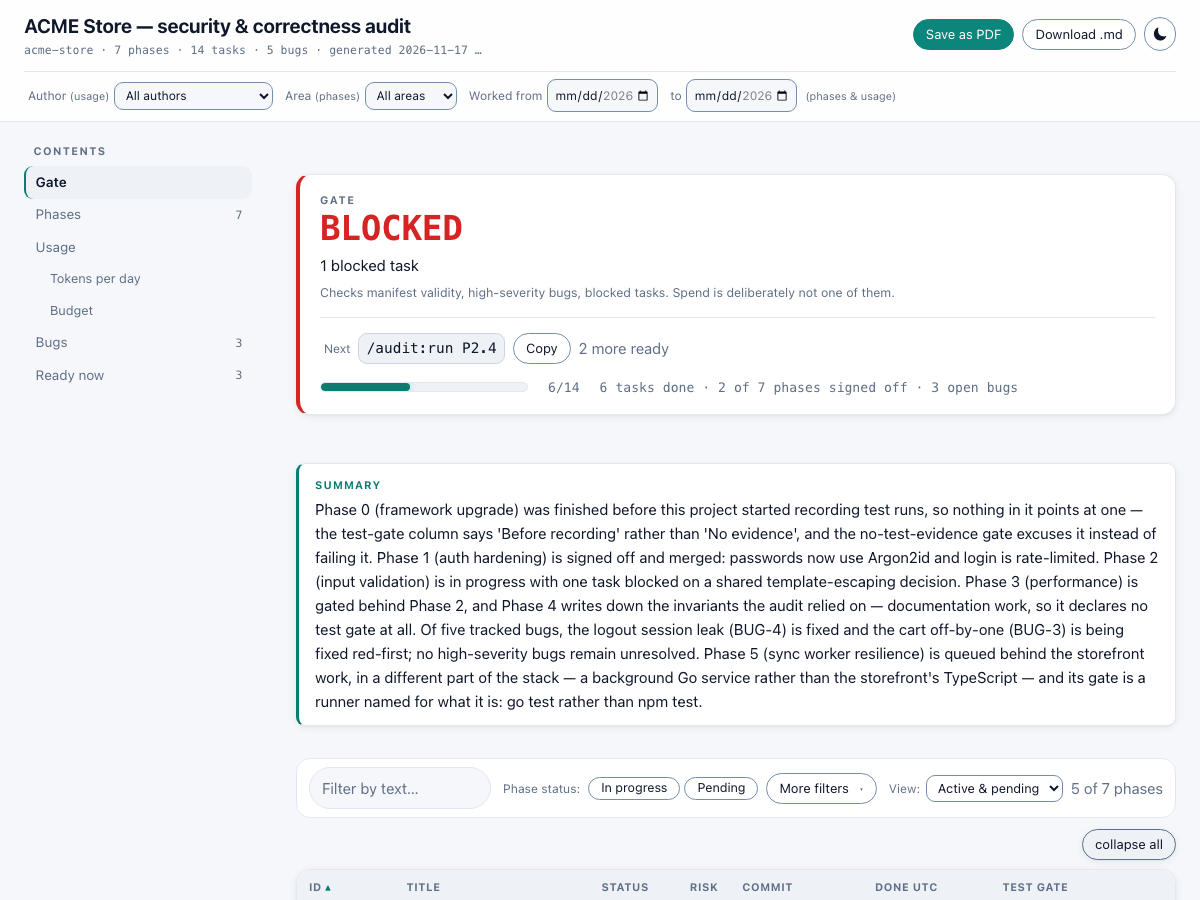 ACME Store — security & correctness audit
acme-store · 7 phases · 14 tasks · 5 bugs · generated 2026-11-17 …
Save as PDF
Download .md
Author (usage) All authors Area (phases) All areas Worked from mm/dd/2026 to mm/dd/2026 (phases & usage)
CONTENTS
Gate
Phases 7
Usage
Tokens per day
Budget
Bugs 3
Ready now 3
GATE
BLOCKED
1 blocked task
Checks manifest validity, high-severity bugs, blocked tasks. Spend is deliberately not one of them.
Next /audit:run P2.4 Copy 2 more ready
6/14 6 tasks done · 2 of 7 phases signed off · 3 open bugs
SUMMARY
Phase 0 (framework upgrade) was finished before this project started recording test runs, so nothing in it points at one —
the test-gate column says 'Before recording' rather than 'No evidence', and the no-test-evidence gate excuses it instead of
failing it. Phase 1 (auth hardening) is signed off and merged: passwords now use Argon2id and login is rate-limited. Phase 2
(input validation) is in progress with one task blocked on a shared template-escaping decision. Phase 3 (performance) is
gated behind Phase 2, and Phase 4 writes down the invariants the audit relied on — documentation work, so it declares no
test gate at all. Of five tracked bugs, the logout session leak (BUG-4) is fixed and the cart off-by-one (BUG-3) is being
fixed red-first; no high-severity bugs remain unresolved. Phase 5 (sync worker resilience) is queued behind the storefront
work, in a different part of the stack — a background Go service rather than the storefront's TypeScript — and its gate is a
runner named for what it is: go test rather than npm test.
Filter by text… Phase status: In progress Pending More filters · View: Active & pending 5 of 7 phases
collapse all
ID ▲ TITLE STATUS RISK COMMIT DONE UTC TEST GATE